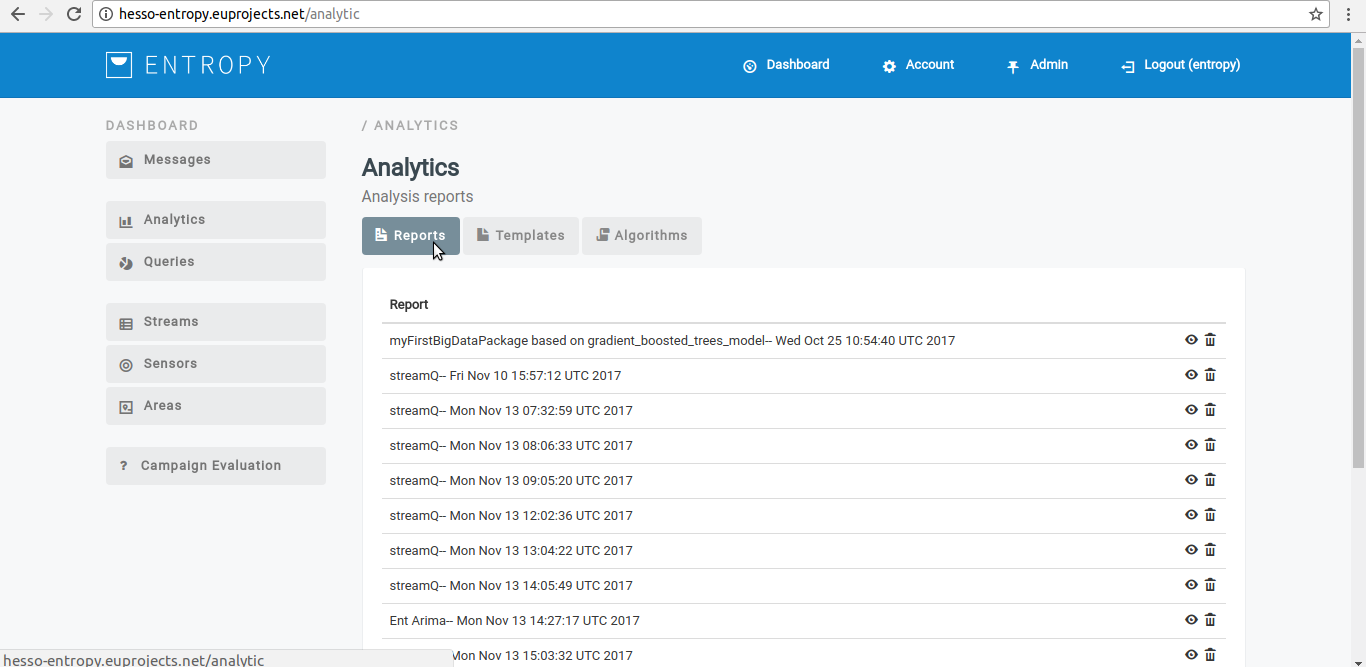 hesso-entropy.euprojects.net/analytic
ENTROPY
Dashboard
Account
Admin
Logout (entropy)
DASHBOARD
Messages
Analytics
Queries
Streams
Sensors
Areas
? Campaign Evaluation
/ ANALYTICS
Analytics
Analysis reports
Reports
Templates
Algorithms
Report
myFirstBigDataPackage based on gradient_boosted_trees_model-- Wed Oct 25 10:54:40 UTC 2017
streamQ-- Fri Nov 10 15:57:12 UTC 2017
streamQ-- Mon Nov 13 07:32:59 UTC 2017
streamQ-- Mon Nov 13 08:06:33 UTC 2017
streamQ-- Mon Nov 13 09:05:20 UTC 2017
streamQ-- Mon Nov 13 12:02:36 UTC 2017
streamQ-- Mon Nov 13 13:04:22 UTC 2017
streamQ-- Mon Nov 13 14:05:49 UTC 2017
Ent Arima-- Mon Nov 13 14:27:17 UTC 2017
Mon Nov 13 15:03:32 UTC 2017
hesso-entropy.euprojects.net/analytic